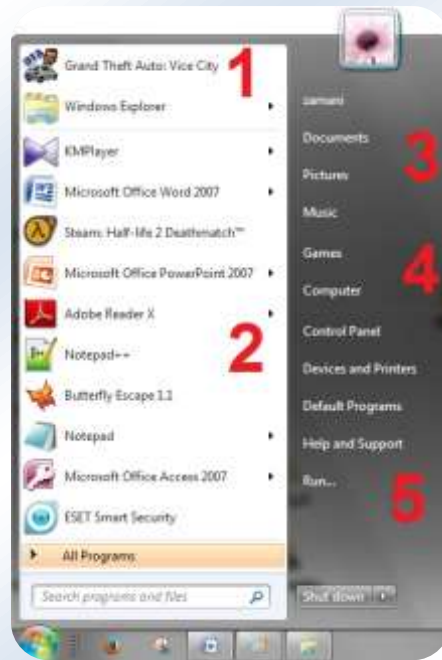 Grand Theft Auto: Vice City
1
Windows Explorer
KMPlayer
Microsoft Office Word 2007
Steam: Half-life 2 Deathmatch™
Microsoft Office PowerPoint 2007
Adobe Reader X
2
Notepad++
Butterfly Escape 1.1
Notepad
Microsoft Office Access 2007
ESET Smart Security
All Programs
Search programs and files
zamani
Documents
3
Pictures
Music
Games
4
Computer
Control Panel
Devices and Printers
Default Programs
Help and Support
Run...
5
Shut down